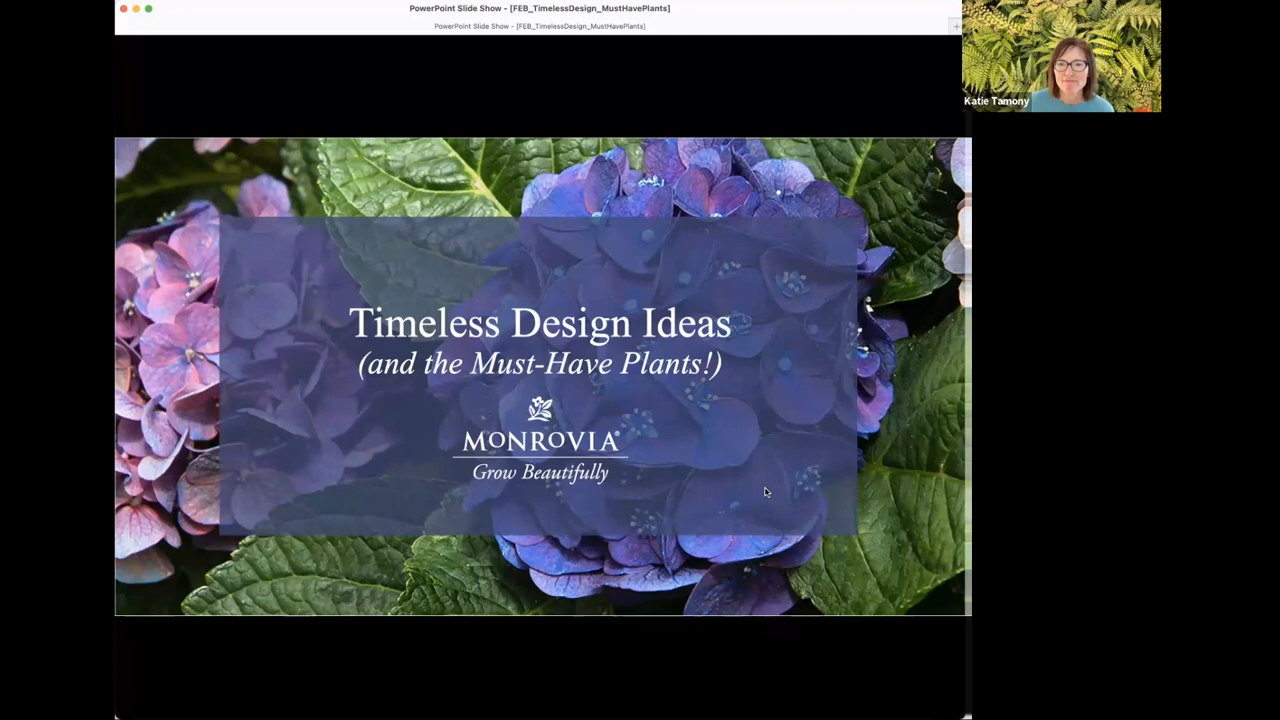 PowerPoint Slide Show - [FEB_TimelessDesign_MustHavePlants]
PowerPoint Slide Show - [FEB_TimelessDesign_MustHavePlants]
Katie Tamony
Timeless Design Ideas
(and the Must-Have Plants!)
MONROVIA®
Grow Beautifully